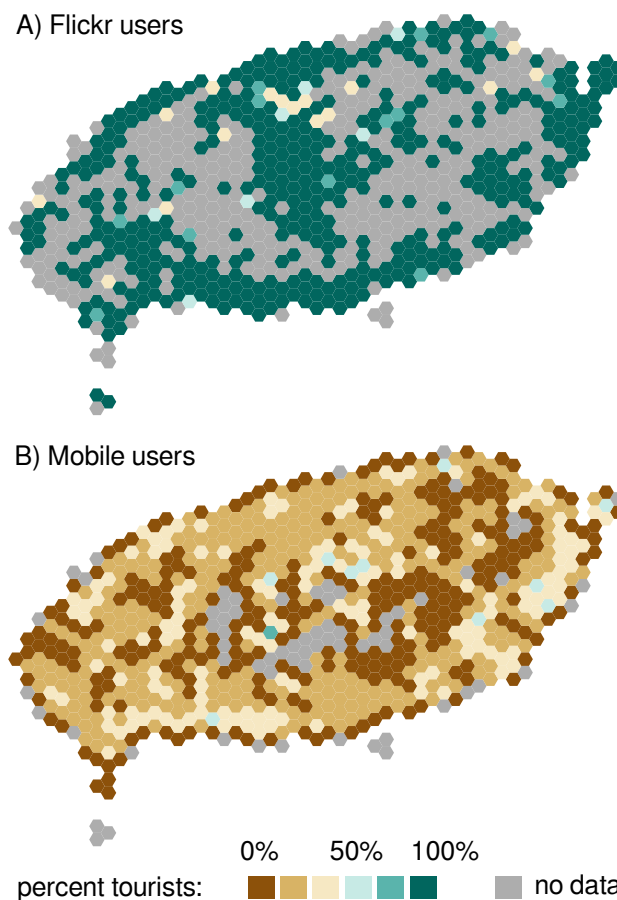 A) Flickr users
B) Mobile users
0% 50% 100%
percent tourists: no data